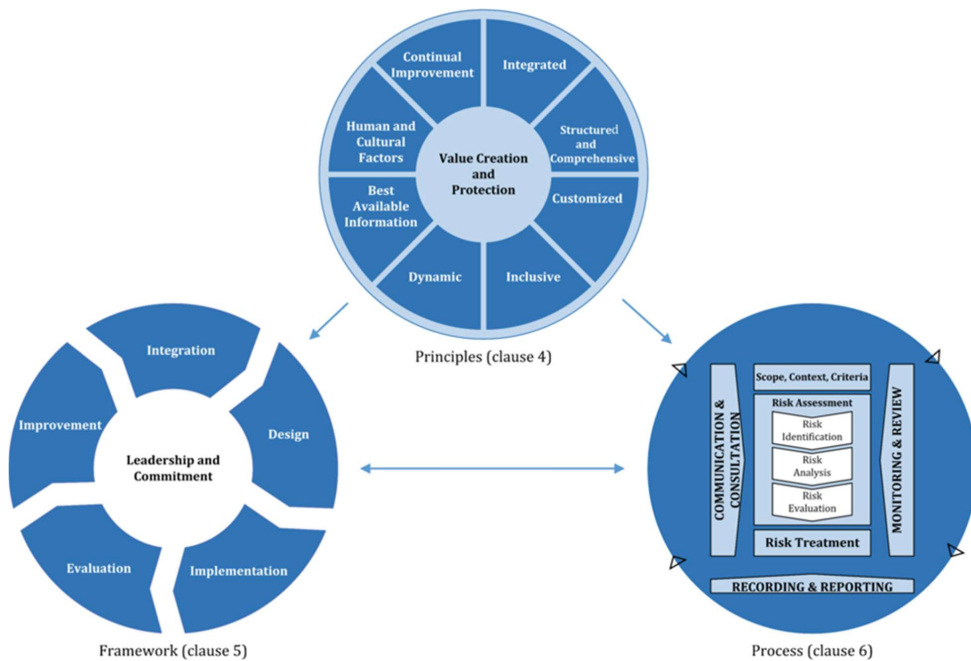 Continual
Improvement
Integrated
Structured
and
Comprehensive
Customized
Inclusive
Dynamic
Best
Available
Information
Human and
Cultural
Factors
Value Creation
and
Protection
Principles (clause 4)
Integration
Design
Implementation
Evaluation
Improvement
Leadership and
Commitment
Framework (clause 5)
Scope, Context, Criteria
Risk Assessment
Risk
Identification
Risk
Analysis
Risk
Evaluation
Risk Treatment
COMMUNICATION &
CONSULTATION
MONITORING & REVIEW
RECORDING & REPORTING
Process (clause 6)